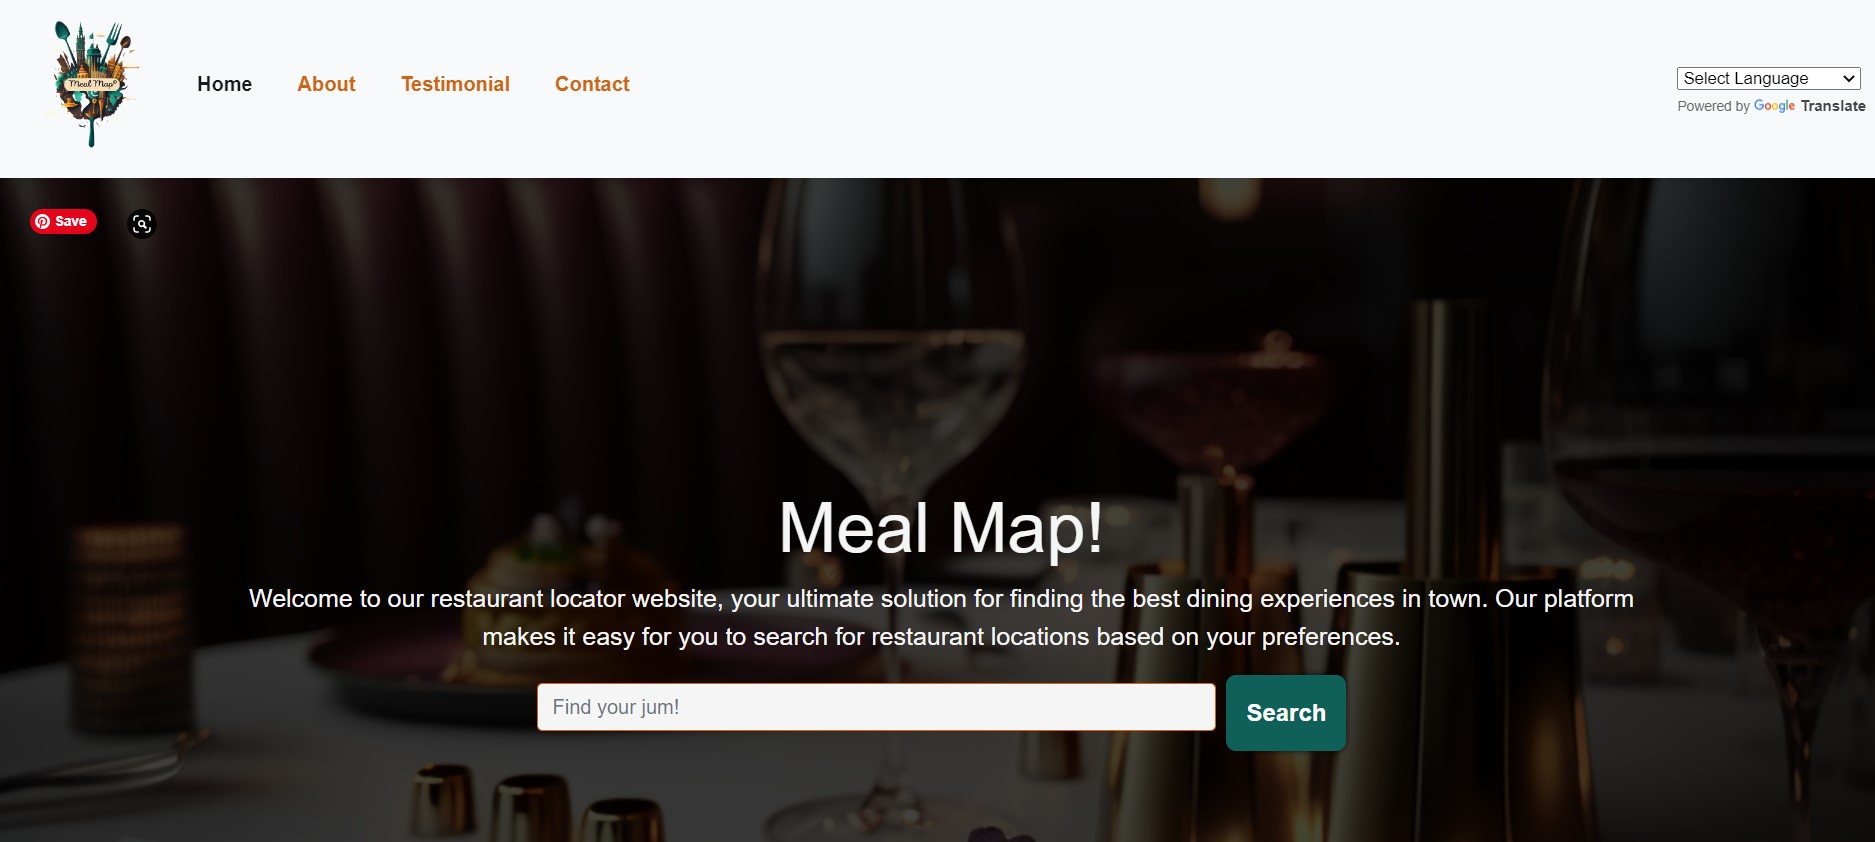 Meal Map®
Home
About
Testimonial
Contact
Select Language
Powered by Google Translate
Save
Meal Map!
Welcome to our restaurant locator website, your ultimate solution for finding the best dining experiences in town. Our platform
makes it easy for you to search for restaurant locations based on your preferences.
Find your jum!
Search